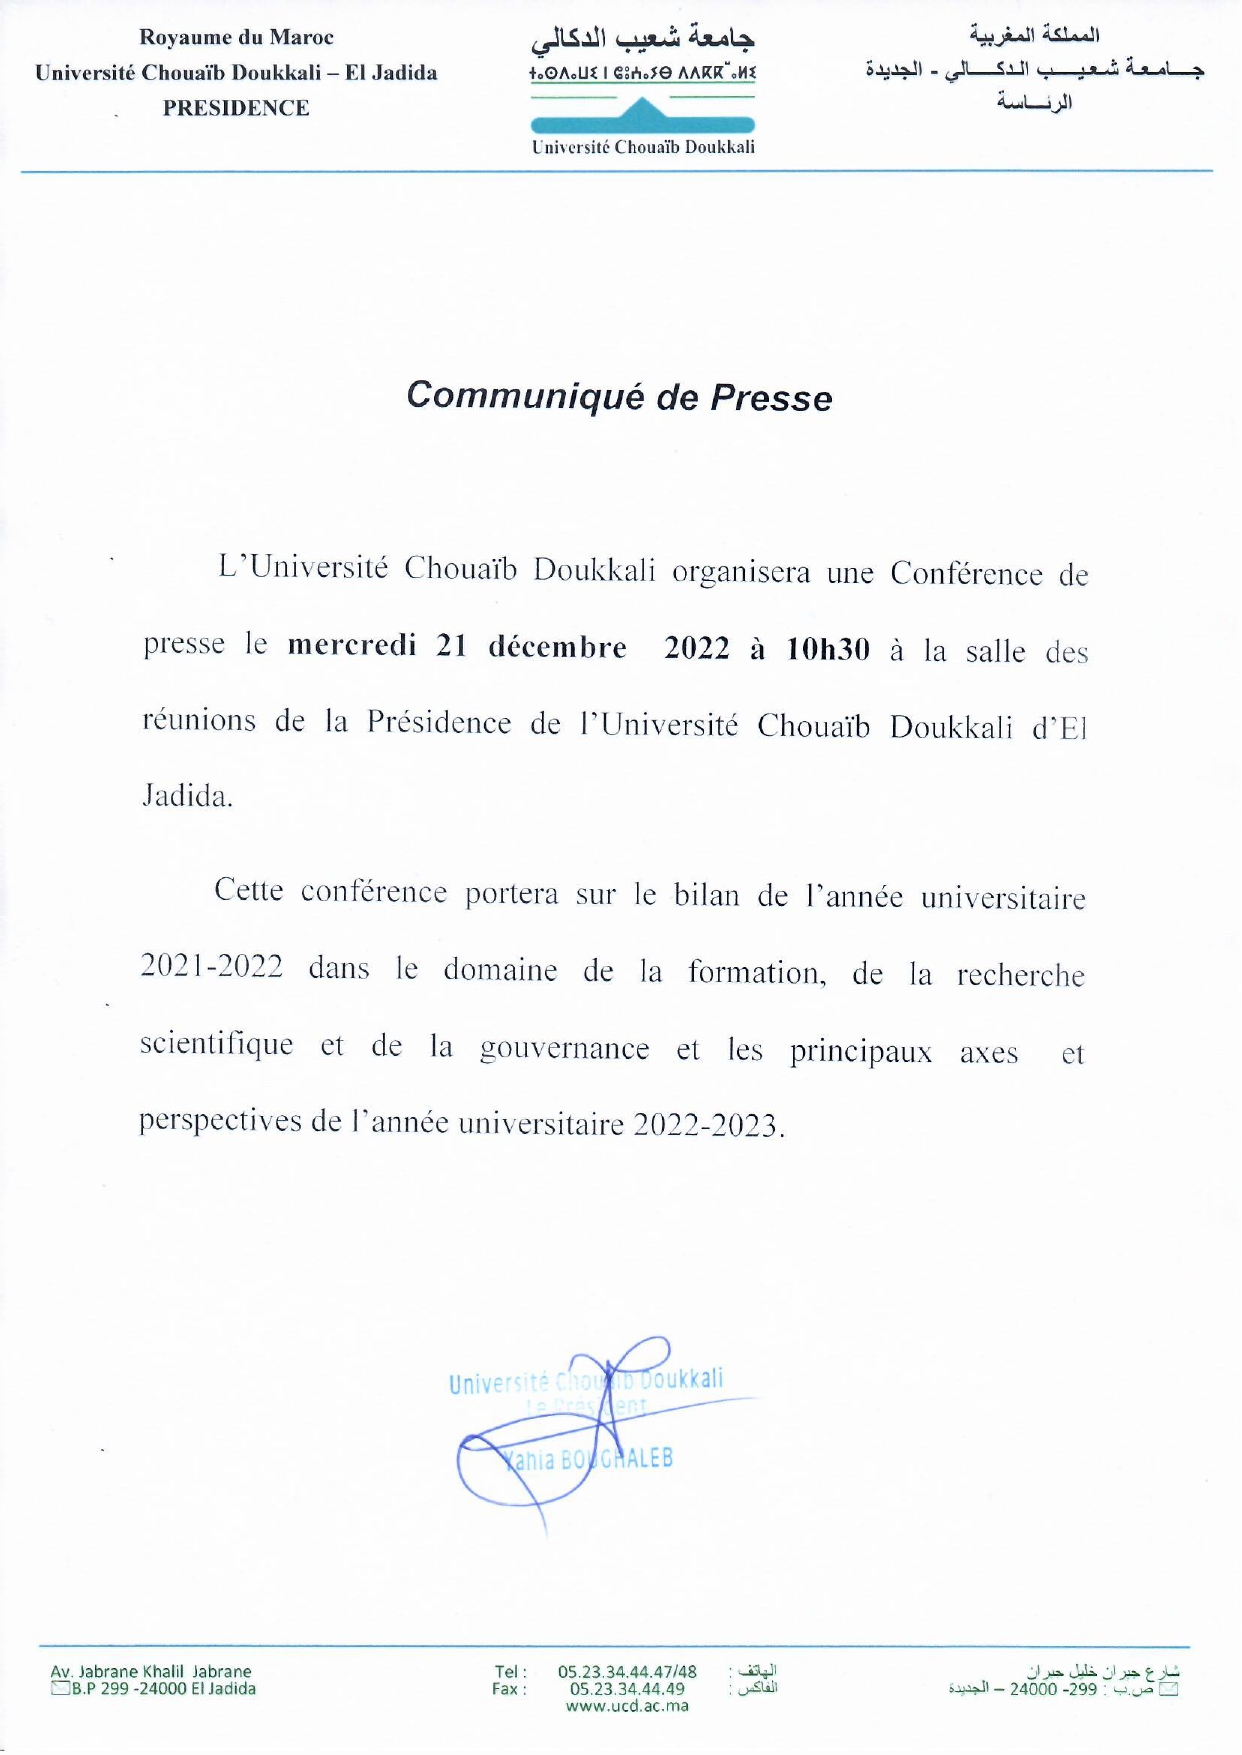 Royaume du Maroc
Université Chouaïb Doukkali – El Jadida
PRESIDENCE
جامعة شعيب الدكالي
ⵜⴰⵙⴷⴰⵡⵉⵜ ⵏ ⵛⵓⵄⴰⵢⴱ ⴷⴷⴽⴽⴰⵍⵉ
Université Chouaïb Doukkali
المملكة المغربية
جـامعة شعيـب الدكـالي - الجديدة
الرئـاسة
Communiqué de Presse
L’Université Chouaïb Doukkali organisera une Conférence de
presse le mercredi 21 décembre 2022 à 10h30 à la salle des
réunions de la Présidence de l’Université Chouaïb Doukkali d’El
Jadida.
Cette conférence portera sur le bilan de l’année universitaire
2021-2022 dans le domaine de la formation, de la recherche
scientifique et de la gouvernance et les principaux axes et
perspectives de l’année universitaire 2022-2023.
Université Chouaïb Doukkali
Le Président
Yahia BOUGHALEB
Av. Jabrane Khalil Jabrane
B.P 299 -24000 El Jadida
Tel : 05.23.34.44.47/48 الهاتف :
Fax : 05.23.34.44.49 الفاكس :
www.ucd.ac.ma
شارع جبران خليل جبران
ص.ب : 299- 24000 – الجديدة